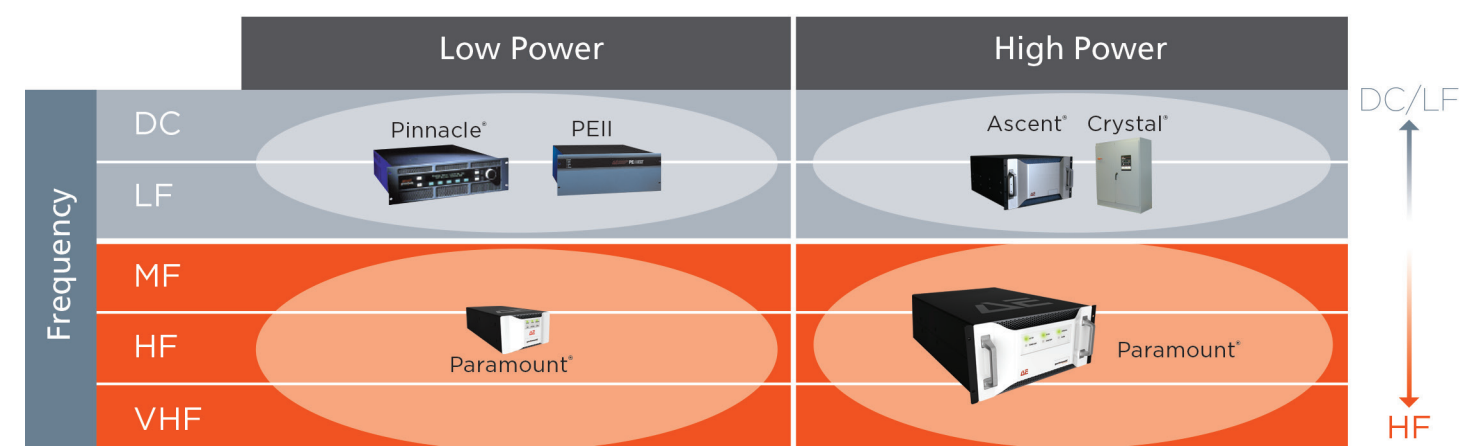 Low Power
High Power
Frequency
DC
LF
MF
HF
VHF
Pinnacle®
PEII
Ascent®
Crystal®
Paramount®
Paramount®
DC/LF
HF